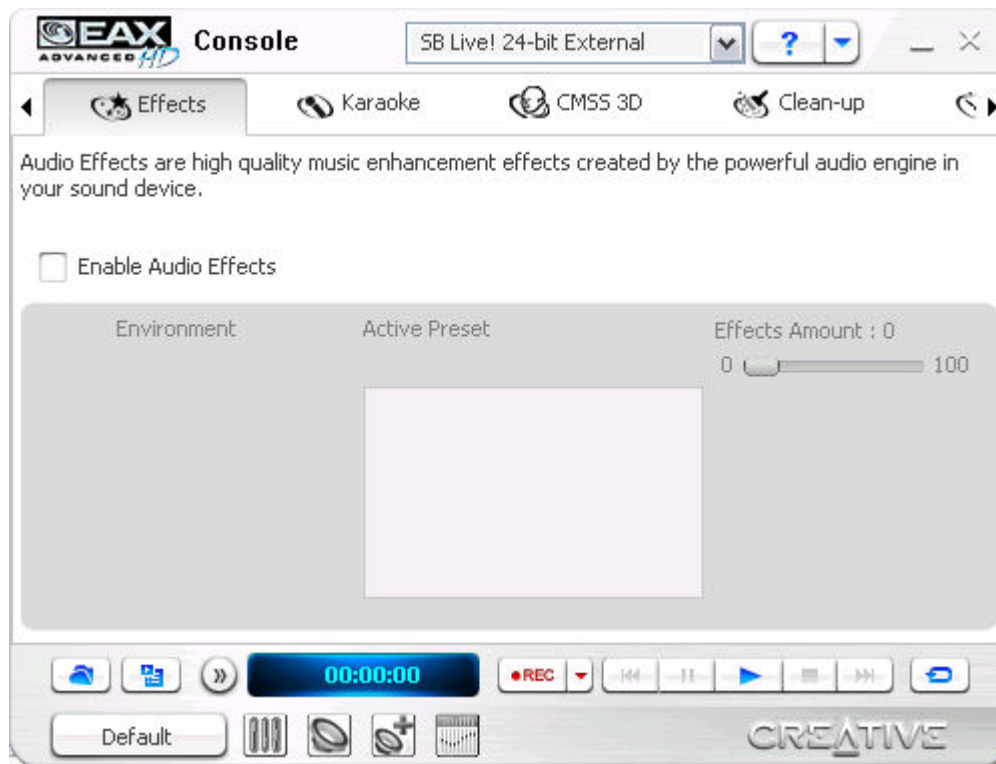 EAX
ADVANCED HD
Console
SB Live! 24-bit External
?
Effects
Karaoke
CMSS 3D
Clean-up
Audio Effects are high quality music enhancement effects created by the powerful audio engine in
your sound device.
Enable Audio Effects
Environment
Active Preset
Effects Amount : 0
0
100
00:00:00
REC
Default
CREATIVE